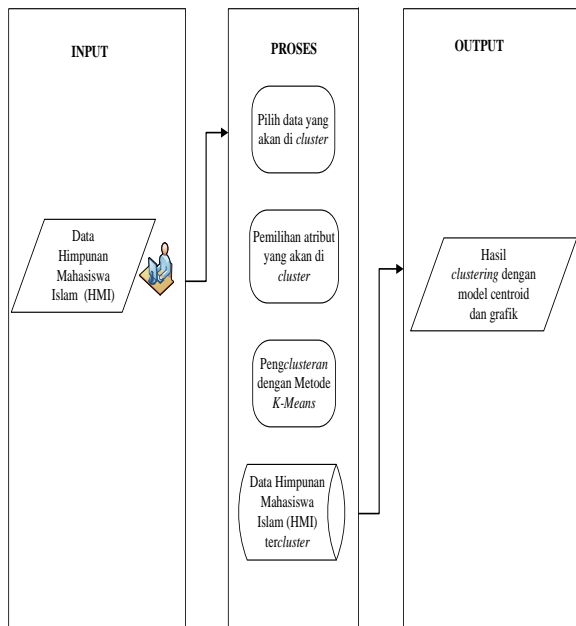 INPUT
Data
Himpunan
Mahasiswa
Islam (HMI)
PROSES
Pilih data yang
akan di cluster
Pemilihan atribut
yang akan di
cluster
Pengclusteran
dengan Metode
K-Means
Data Himpunan
Mahasiswa
Islam (HMI)
tercluster
OUTPUT
Hasil
clustering dengan
model centroid
dan grafik